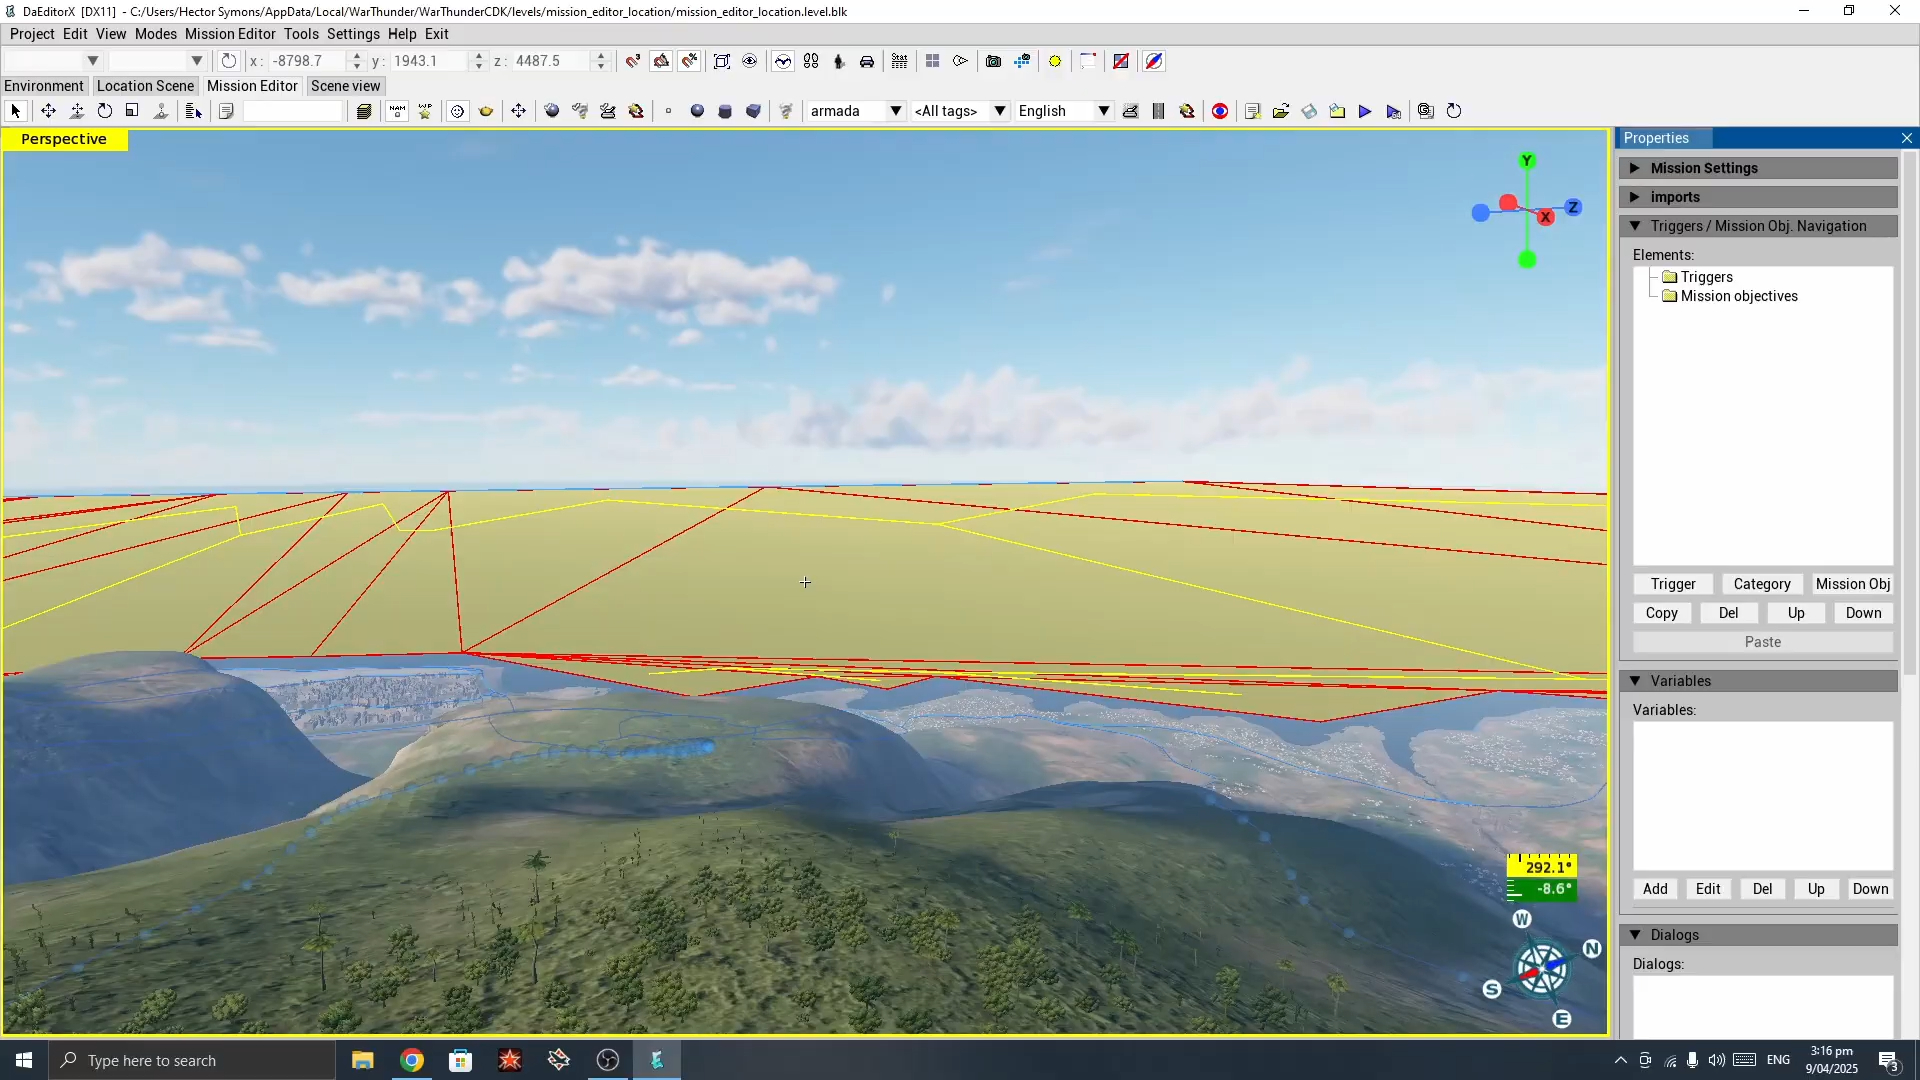 DaEditorX [DX11] - C:/Users/Hector Symons/AppData/Local/WarThunder/WarThunderCDK/levels/mission_editor_location/mission_editor_location.level.blk
Project Edit View Modes Mission Editor Tools Settings Help Exit
x : -8798.7 y : 1943.1 z : 4487.5
Environment Location Scene Mission Editor Scene view
armada <All tags> English
Perspective
Y
Z
X
Properties
Mission Settings
imports
Triggers / Mission Obj. Navigation
Elements:
Triggers
Mission objectives
Trigger Category Mission Obj
Copy Del Up Down
Paste
Variables
Variables:
Add Edit Del Up Down
Dialogs
Dialogs:
292.1°
-8.6°
W
N
S
E
Type here to search
ENG
3:16 pm
9/04/2025
3